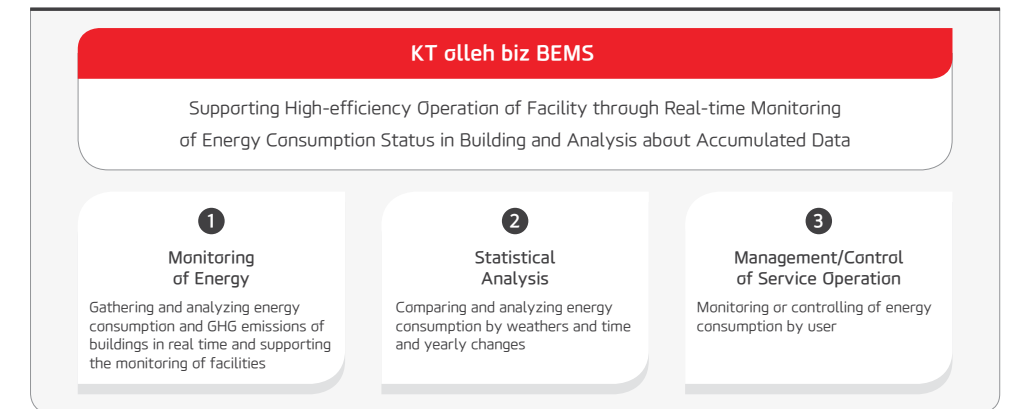 KT olleh biz BEMS
Supporting High-efficiency Operation of Facility through Real-time Monitoring
of Energy Consumption Status in Building and Analysis about Accumulated Data
1
Monitoring
of Energy
Gathering and analyzing energy
consumption and GHG emissions of
buildings in real time and supporting
the monitoring of facilities
2
Statistical
Analysis
Comparing and analyzing energy
consumption by weathers and time
and yearly changes
3
Management/Control
of Service Operation
Monitoring or controlling of energy
consumption by user